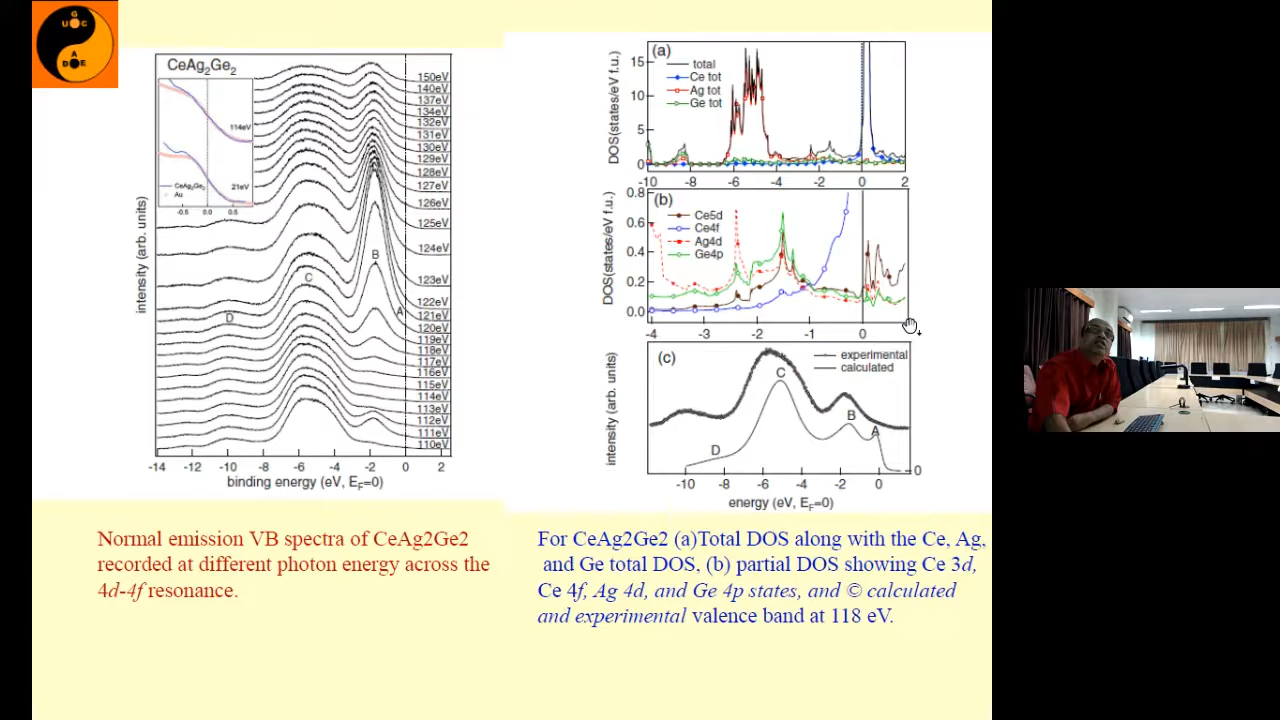 G
U G C
A
D E
CeAg2Ge2
114eV
21eV
CeAg2Ge2
Au
-0.5 0.0 0.5
150eV
140eV
137eV
134eV
132eV
131eV
130eV
129eV
128eV
127eV
126eV
125eV
124eV
123eV
122eV
121eV
120eV
119eV
118eV
117eV
116eV
115eV
114eV
113eV
112eV
111eV
110eV
B
C
A
D
intensity (arb. units)
-14 -12 -10 -8 -6 -4 -2 0 2
binding energy (eV, EF=0)
Normal emission VB spectra of CeAg2Ge2
recorded at different photon energy across the
4d-4f resonance.
(a)
total
Ce tot
Ag tot
Ge tot
DOS(states/eV f.u.)
15
10
5
0
-10 -8 -6 -4 -2 0 2
(b)
Ce5d
Ce4f
Ag4d
Ge4p
DOS(states/eV f.u.)
0.8
0.6
0.4
0.2
0.0
-4 -3 -2 -1 0
(c)
experimental
calculated
intensity (arb. units)
C
B
A
D
0
-10 -8 -6 -4 -2 0
energy (eV, EF=0)
For CeAg2Ge2 (a)Total DOS along with the Ce, Ag,
and Ge total DOS, (b) partial DOS showing Ce 3d,
Ce 4f, Ag 4d, and Ge 4p states, and © calculated
and experimental valence band at 118 eV.